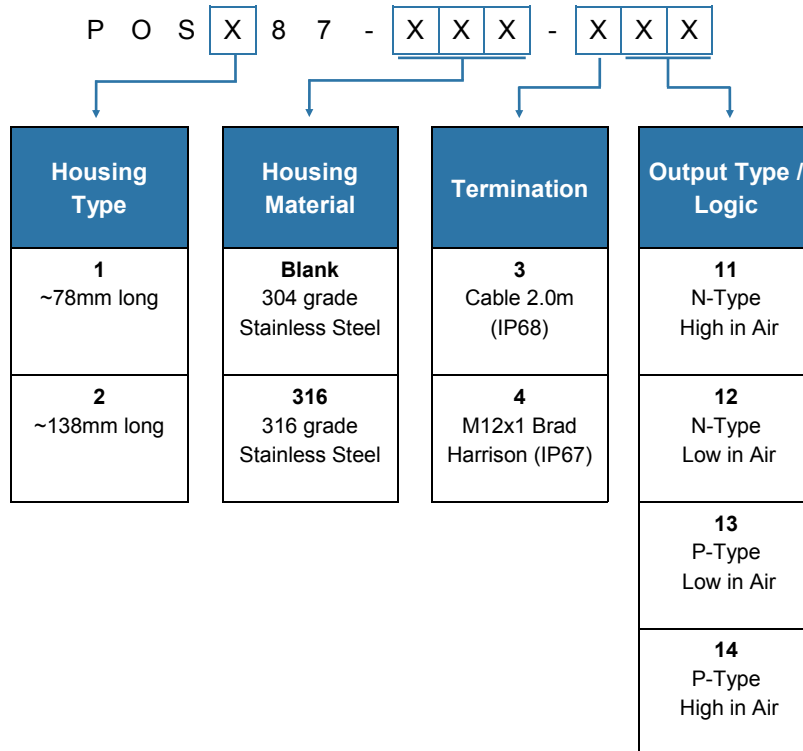 P O S X 8 7 - X X X - X X X
Housing
Type
1
~78mm long
2
~138mm long
Housing
Material
Blank
304 grade
Stainless Steel
316
316 grade
Stainless Steel
Termination
3
Cable 2.0m
(IP68)
4
M12x1 Brad
Harrison (IP67)
Output Type /
Logic
11
N-Type
High in Air
12
N-Type
Low in Air
13
P-Type
Low in Air
14
P-Type
High in Air